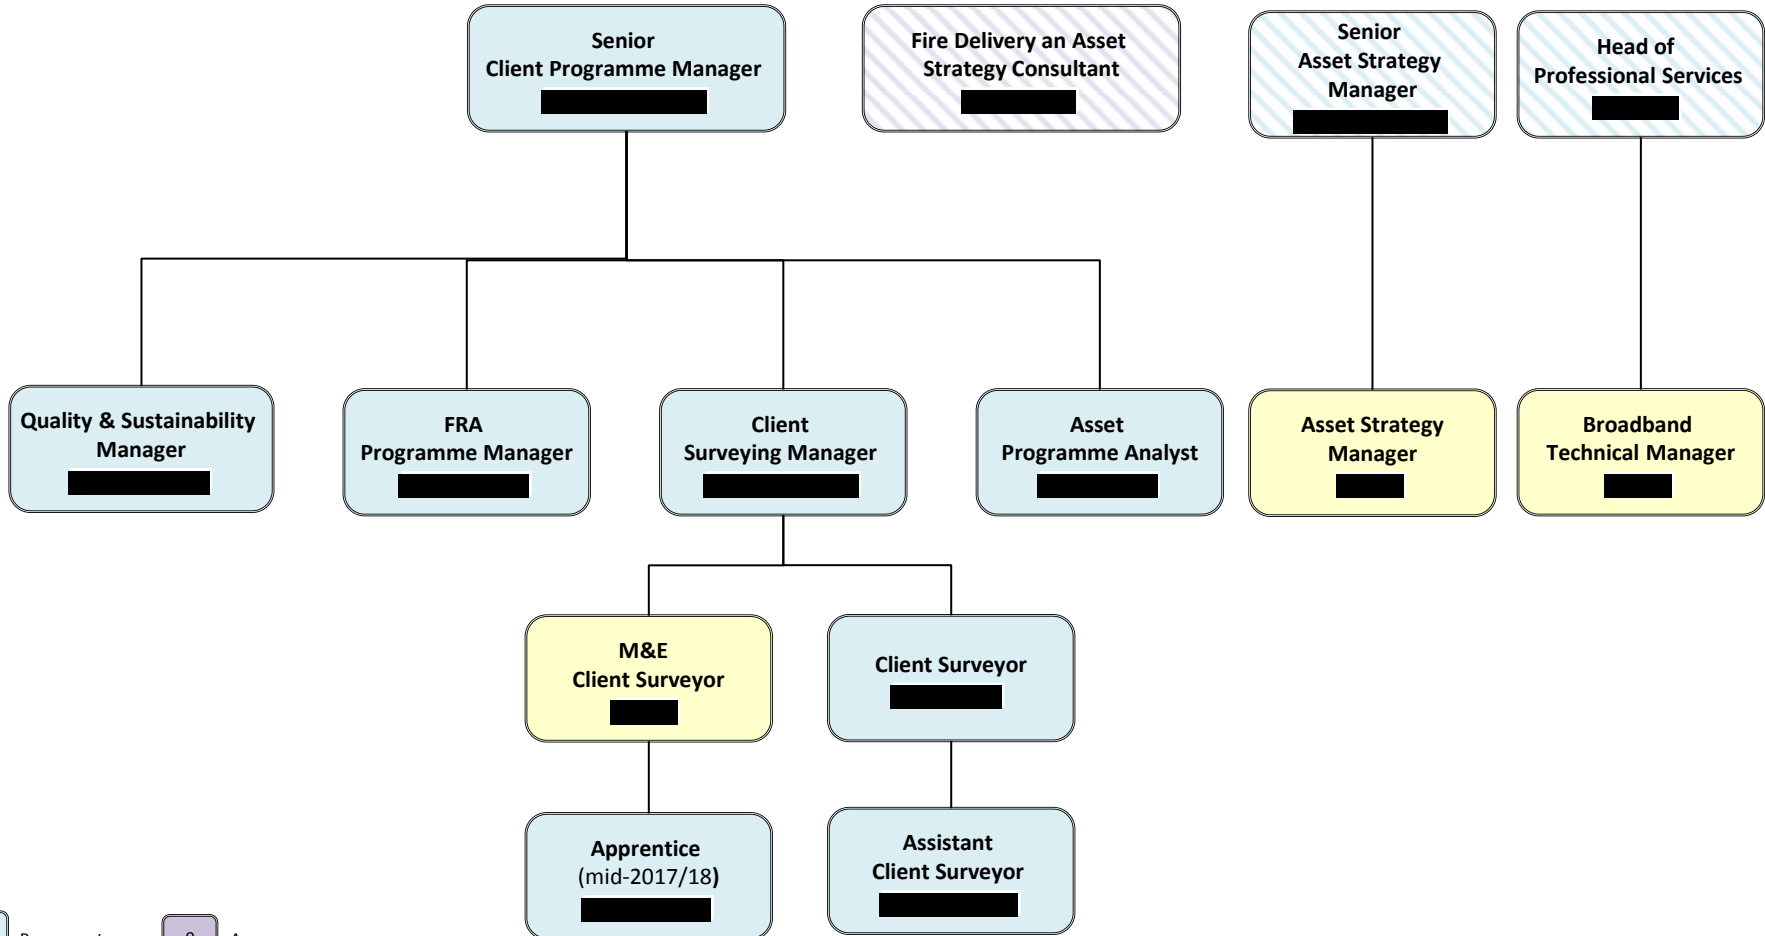 Senior
Client Programme Manager
Fire Delivery an Asset
Strategy Consultant
Senior
Asset Strategy
Manager
Head of
Professional Services
Quality & Sustainability
Manager
FRA
Programme Manager
Client
Surveying Manager
Asset
Programme Analyst
Asset Strategy
Manager
Broadband
Technical Manager
M&E
Client Surveyor
Client Surveyor
Apprentice
(mid-2017/18)
Assistant
Client Surveyor